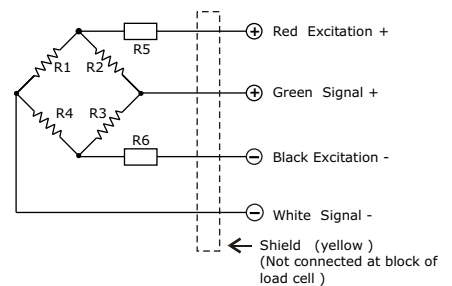 R5
Red Excitation +
R1
R2
Green Signal +
R4
R3
R6
Black Excitation -
White Signal -
Shield (yellow )
(Not connected at block of
load cell )